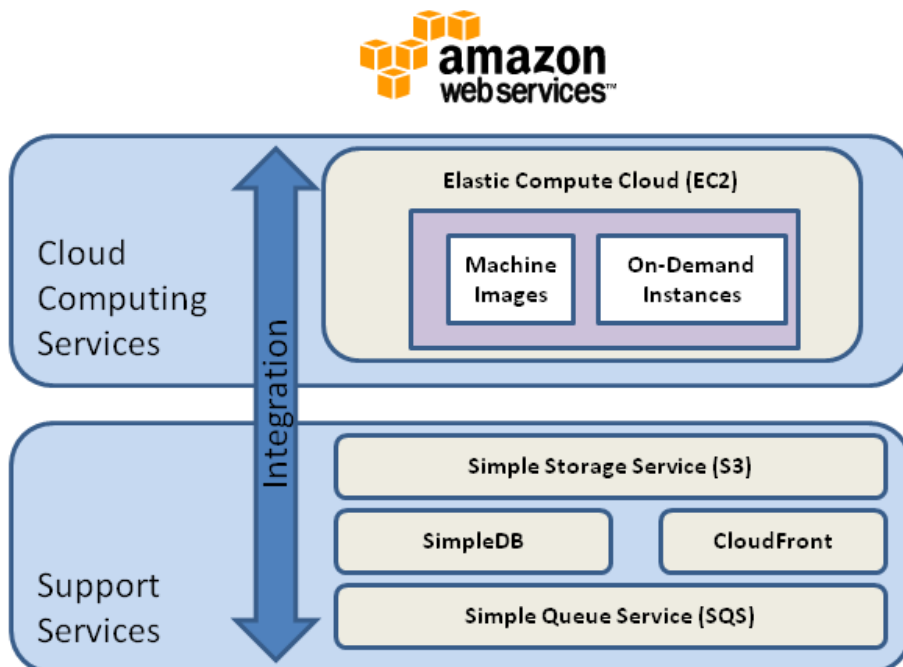 amazon
webservices™
Elastic Compute Cloud (EC2)
Cloud
Computing
Services
Machine
Images
On-Demand
Instances
Integration
Simple Storage Service (S3)
SimpleDB
CloudFront
Support
Services
Simple Queue Service (SQS)